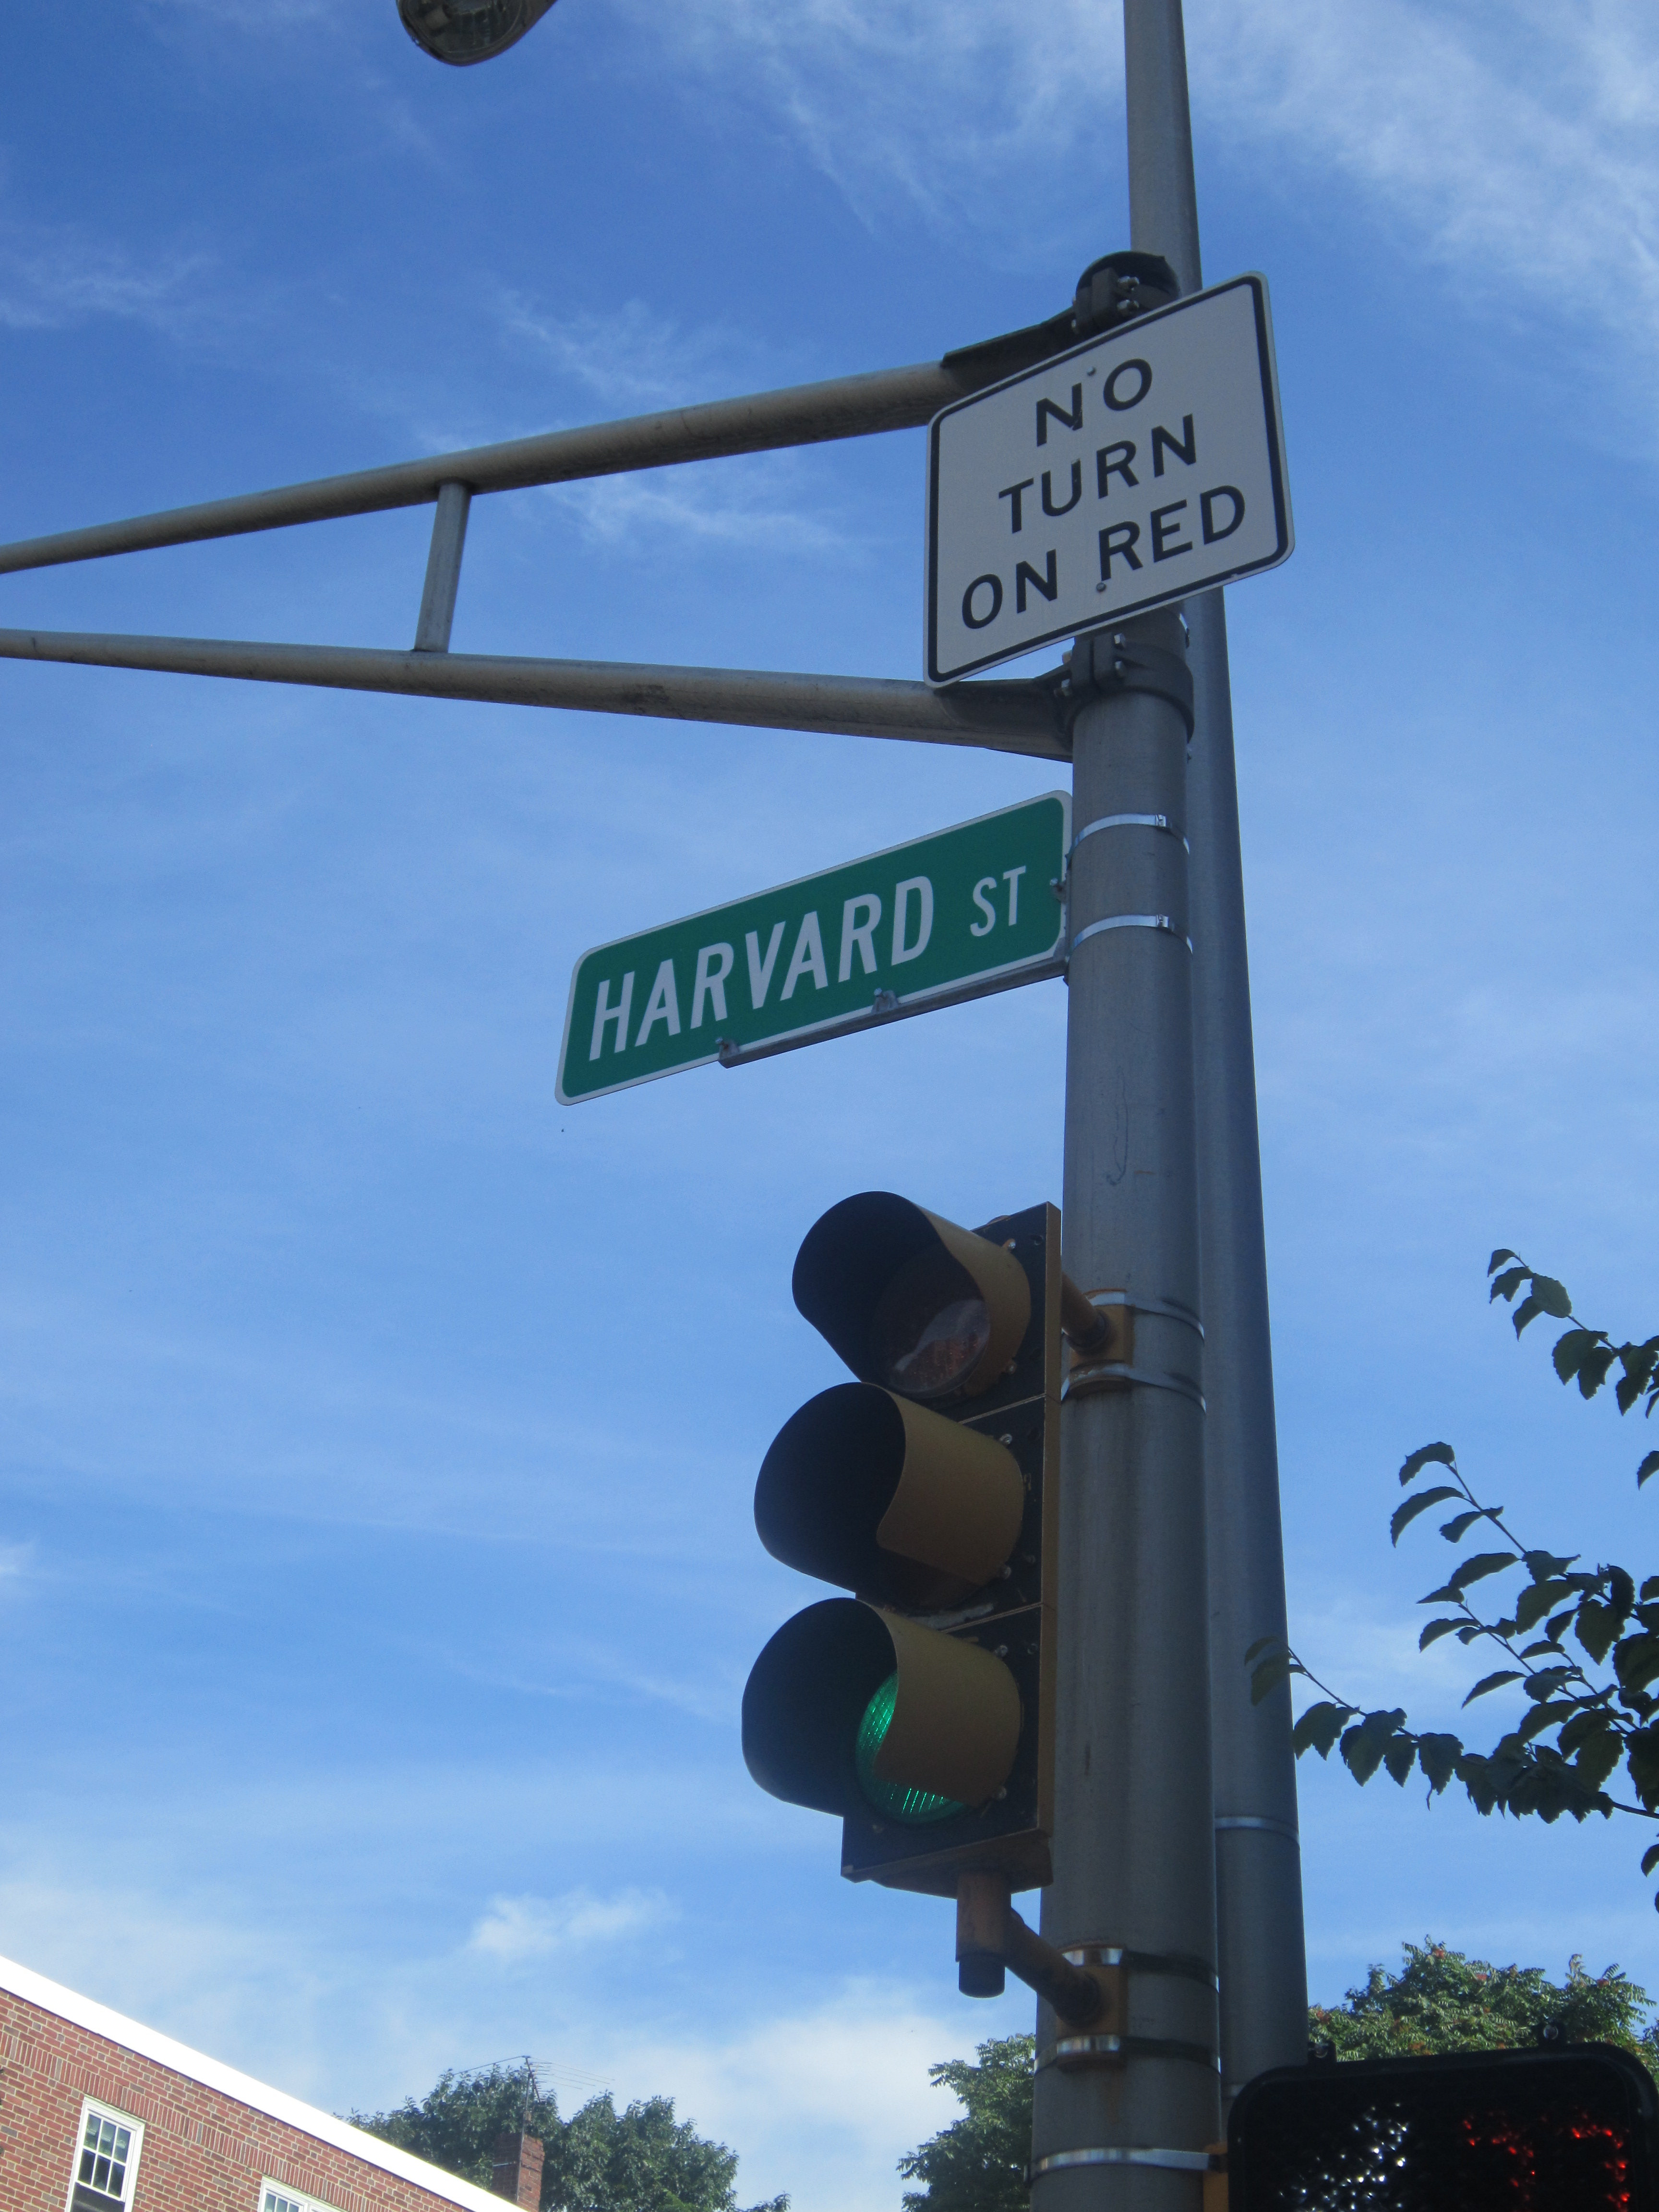 NO
TURN
ON RED
HARVARD ST